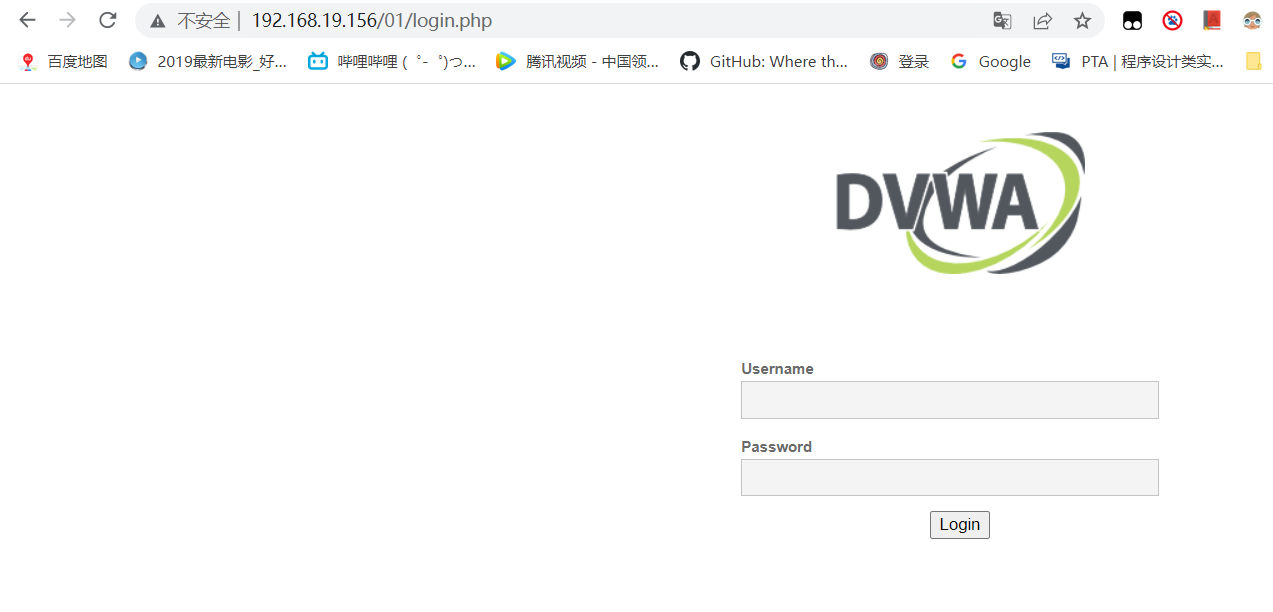 不安全 | 192.168.19.156/01/login.php
百度地图 2019最新电影_好... 哔哩哔哩 (゜-゜)つ... 腾讯视频 - 中国领... GitHub: Where th... 登录 Google PTA | 程序设计类实...
DVWA
Username
Password
Login